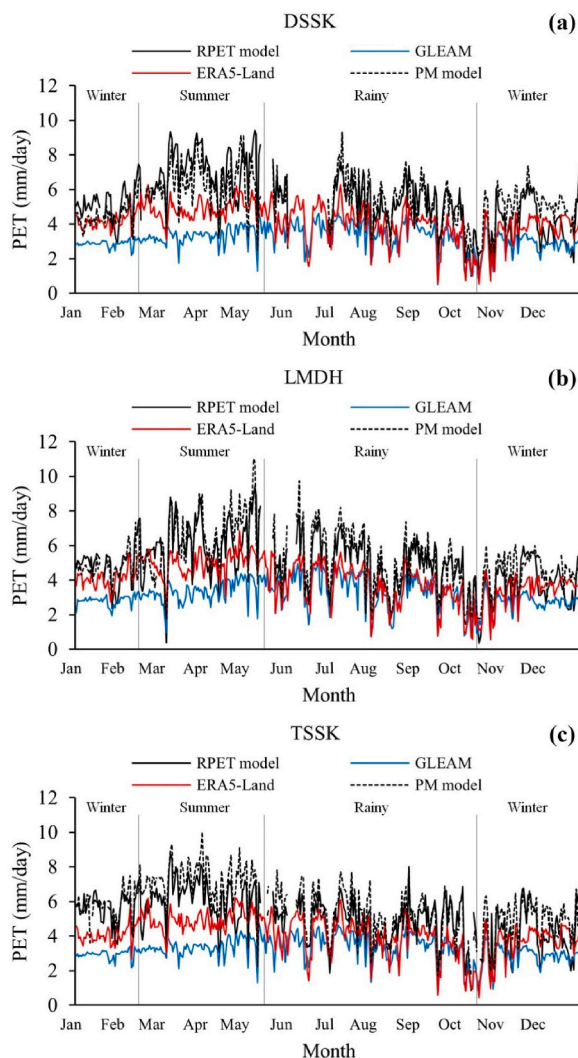 DSSK (a)
RPET model GLEAM
ERA5-Land PM model
Winter Summer Rainy Winter
12
10
8
6
4
2
0
PET (mm/day)
Jan Feb Mar Apr May Jun Jul Aug Sep Oct Nov Dec
Month
LMDH (b)
RPET model GLEAM
ERA5-Land PM model
Winter Summer Rainy Winter
12
10
8
6
4
2
0
PET (mm/day)
Jan Feb Mar Apr May Jun Jul Aug Sep Oct Nov Dec
Month
TSSK (c)
RPET model GLEAM
ERA5-Land PM model
Winter Summer Rainy Winter
12
10
8
6
4
2
0
PET (mm/day)
Jan Feb Mar Apr May Jun Jul Aug Sep Oct Nov Dec
Month